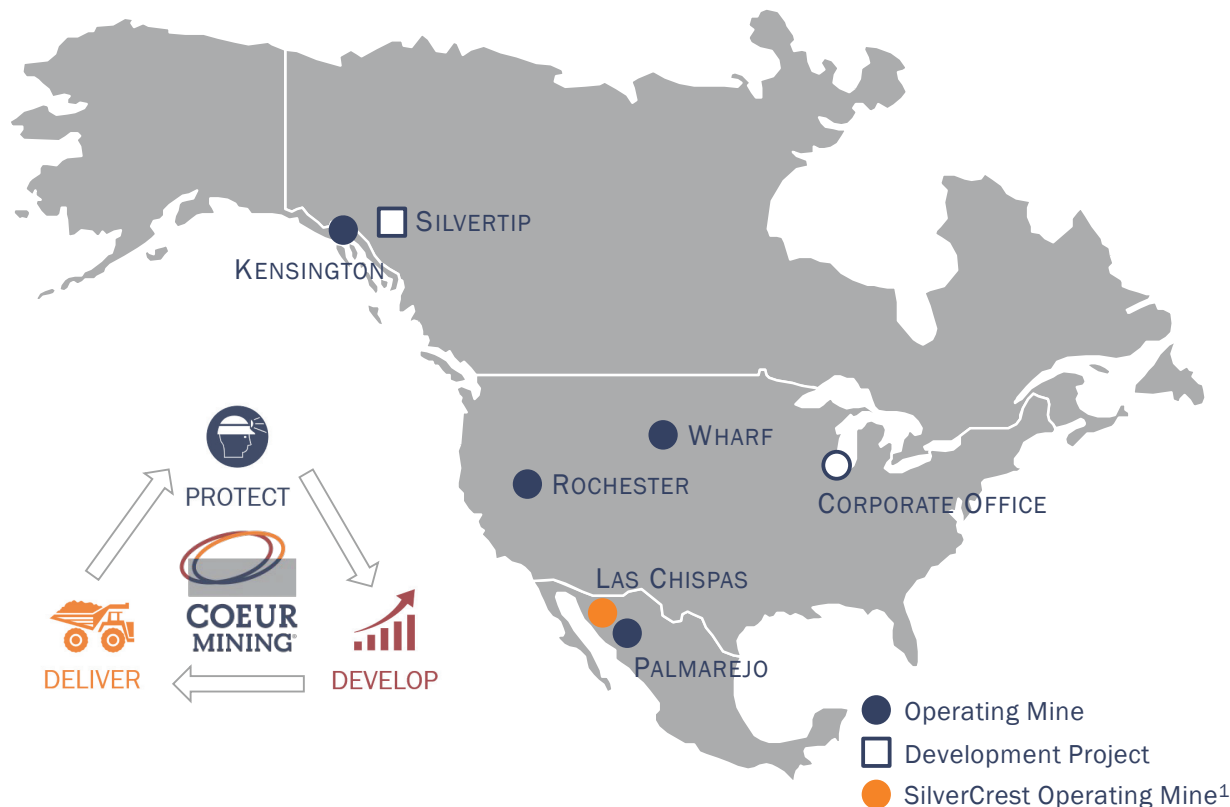 SILVERTIP
KENSINGTON
WHARF
ROCHESTER
CORPORATE OFFICE
LAS CHISPAS
PALMAREJO
PROTECT
COEUR
MINING®
DELIVER
DEVELOP
Operating Mine
Development Project
SilverCrest Operating Mine¹